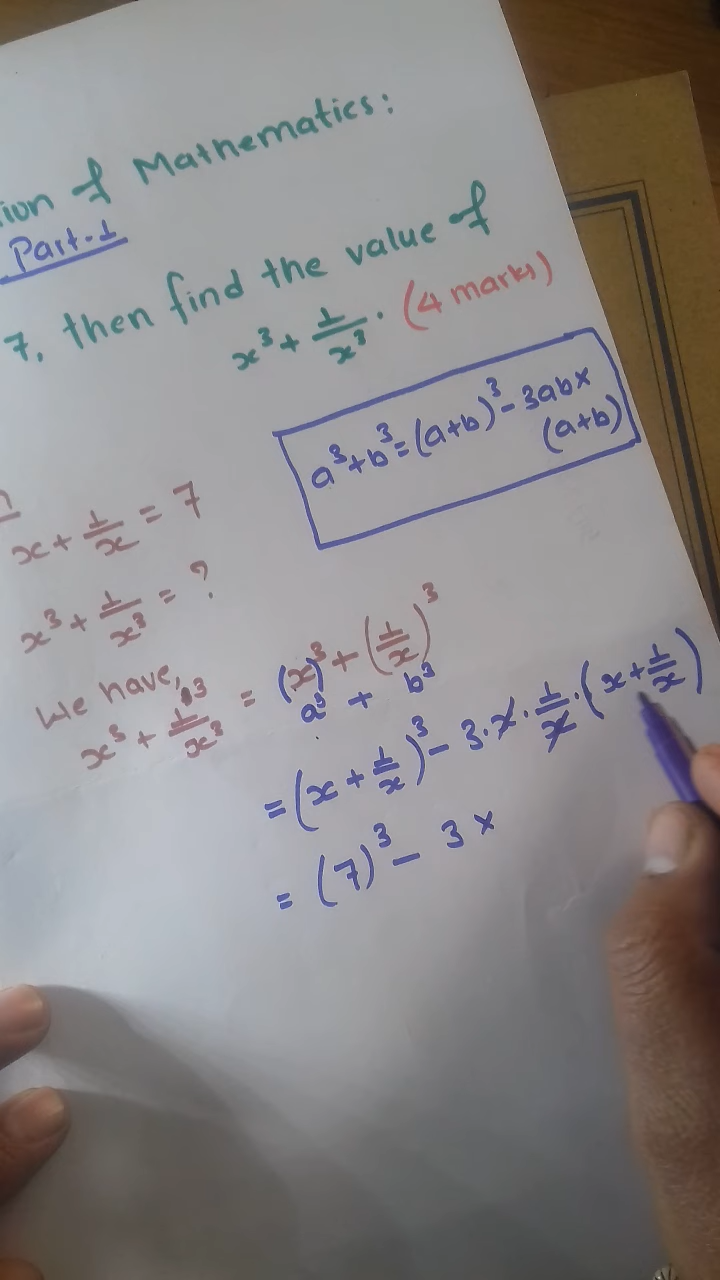 of Mathematics:
Part-1
7, then find the value of
x³ + 1/x³. (4 marks)
a³+b³=(a+b)³-3ab×
(a+b)
x + 1/x = 7
x³ + 1/x³ = ?
We have,
x³ + 1/x³ = (x)³ + (1/x)³
a³ + b³
= (x + 1/x)³ - 3·x·1/x·(x + 1/x)
= (7)³ - 3×